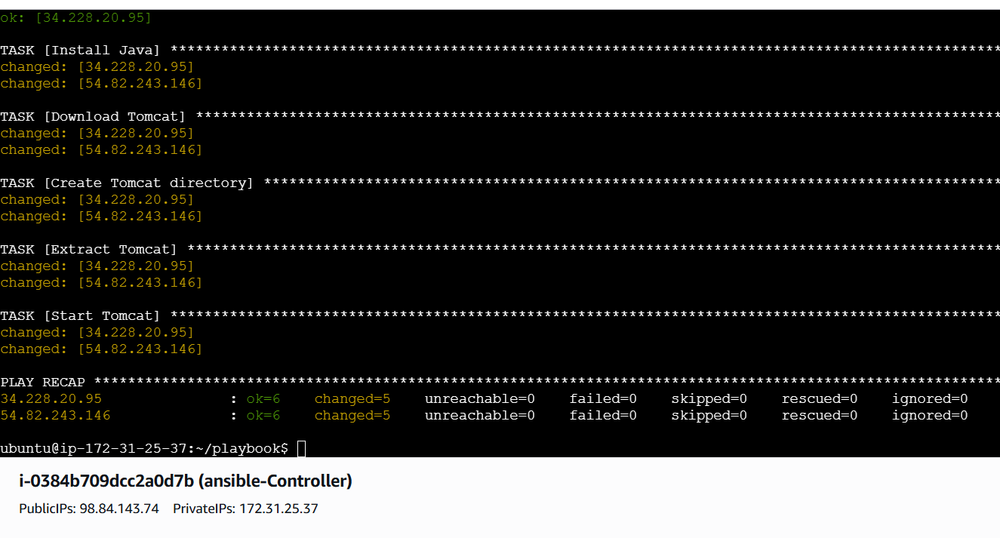 ok: [34.228.20.95]
TASK [Install Java] **************************************************************************************************
changed: [34.228.20.95]
changed: [54.82.243.146]
TASK [Download Tomcat] ***********************************************************************************************
changed: [34.228.20.95]
changed: [54.82.243.146]
TASK [Create Tomcat directory] ***************************************************************************************
changed: [34.228.20.95]
changed: [54.82.243.146]
TASK [Extract Tomcat] ************************************************************************************************
changed: [34.228.20.95]
changed: [54.82.243.146]
TASK [Start Tomcat] **************************************************************************************************
changed: [34.228.20.95]
changed: [54.82.243.146]
PLAY RECAP ***********************************************************************************************************
34.228.20.95               : ok=6    changed=5    unreachable=0    failed=0    skipped=0    rescued=0    ignored=0
54.82.243.146              : ok=6    changed=5    unreachable=0    failed=0    skipped=0    rescued=0    ignored=0
ubuntu@ip-172-31-25-37:~/playbook$
i-0384b709dcc2a0d7b (ansible-Controller)
PublicIPs: 98.84.143.74 PrivateIPs: 172.31.25.37